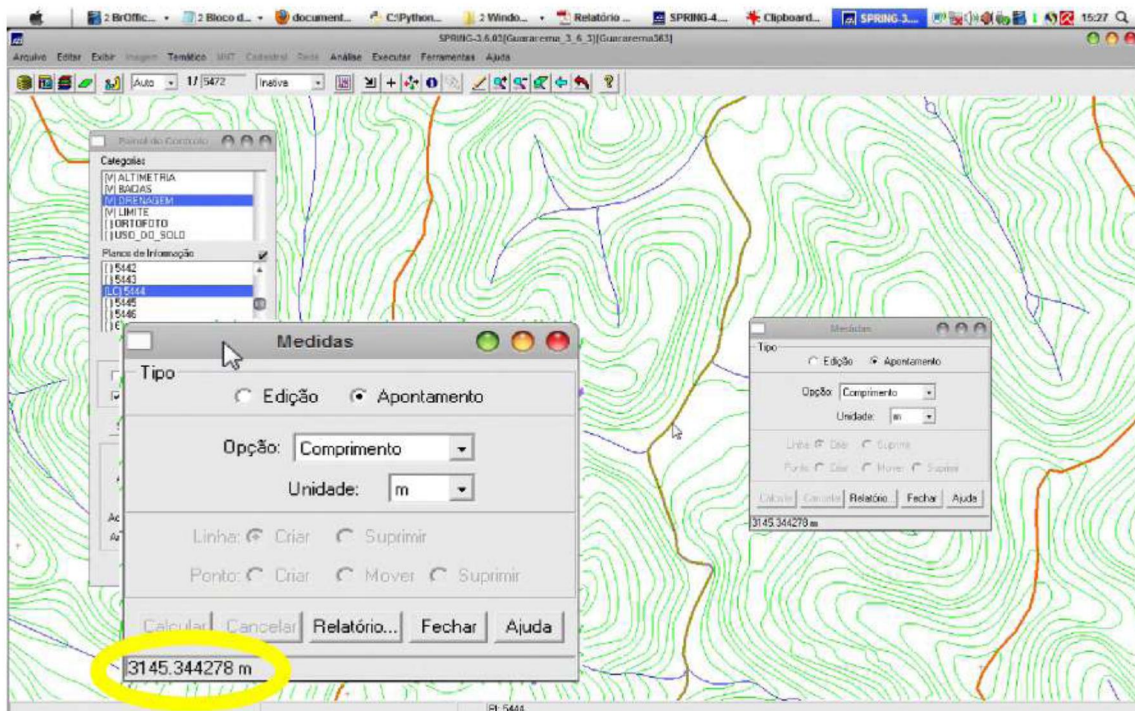 2 BrOffic... 2 Bloco d... document... C:\Python... 2 Windo... Relatório ... SPRING-4.... Clipboard... SPRING-3.... 15:27
SPRING-3.6.03[Guararema_3_6_3][Guararema363]
Arquivo Editar Exibir Imagem Temático MNT Cadastral Rede Análise Executar Ferramentas Ajuda
Auto 1/ 5472 Inativa
Painel de Controle
Categorias
[V] ALTIMETRIA
[V] BACIAS
[V] DRENAGEM
[V] LIMITE
[ ] ORTOFOTO
[ ] USO_DO_SOLO
Planos de Informação
[ ] 5442
[ ] 5443
[LC] 5444
[ ] 5445
[ ] 5446
Medidas
Tipo
Edição Apontamento
Opção: Comprimento
Unidade: m
Linha: Criar Suprimir
Ponto: Criar Mover Suprimir
Calcular Cancelar Relatório... Fechar Ajuda
3145.344278 m
Medidas
Tipo
Edição Apontamento
Opção: Comprimento
Unidade: m
Linha: Criar Suprimir
Ponto: Criar Mover Suprimir
Calcular Cancelar Relatório... Fechar Ajuda
3145.344278 m
PI: 5444